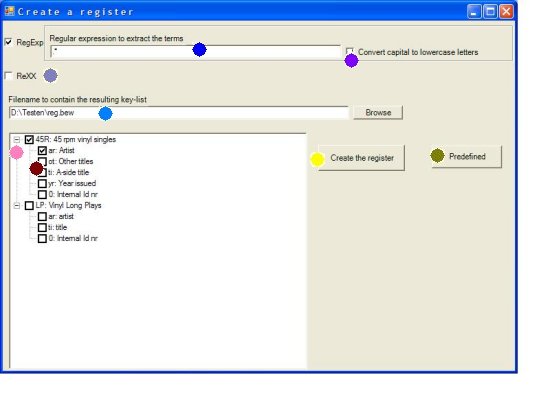 Create a register
RegExp
Regular expression to extract the terms
.*
Convert capital to lowercase letters
ReXX
Filename to contain the resulting key-list
D:\Testen\reg.bew
Browse
45R: 45 rpm vinyl singles
ar: Artist
ot: Other titles
ti: A-side title
yr: Year issued
0: Internal Id nr
LP: Vinyl Long Plays
ar: artist
ti: title
0: Internal Id nr
Create the register
Predefined